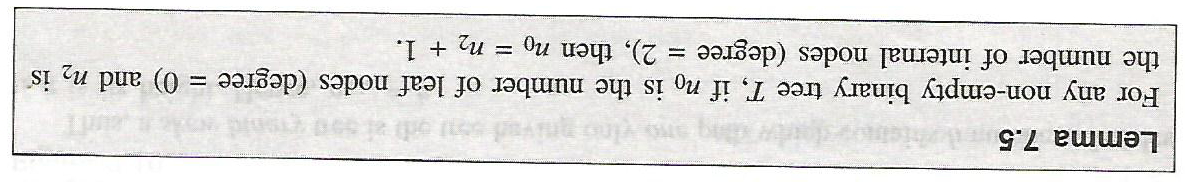 Lemma 7.5
For any non-empty binary tree, T, if n₀ is the number of leaf nodes (degree = 0) and n₂ is
the number of internal nodes (degree = 2), then n₀ = n₂ + 1.